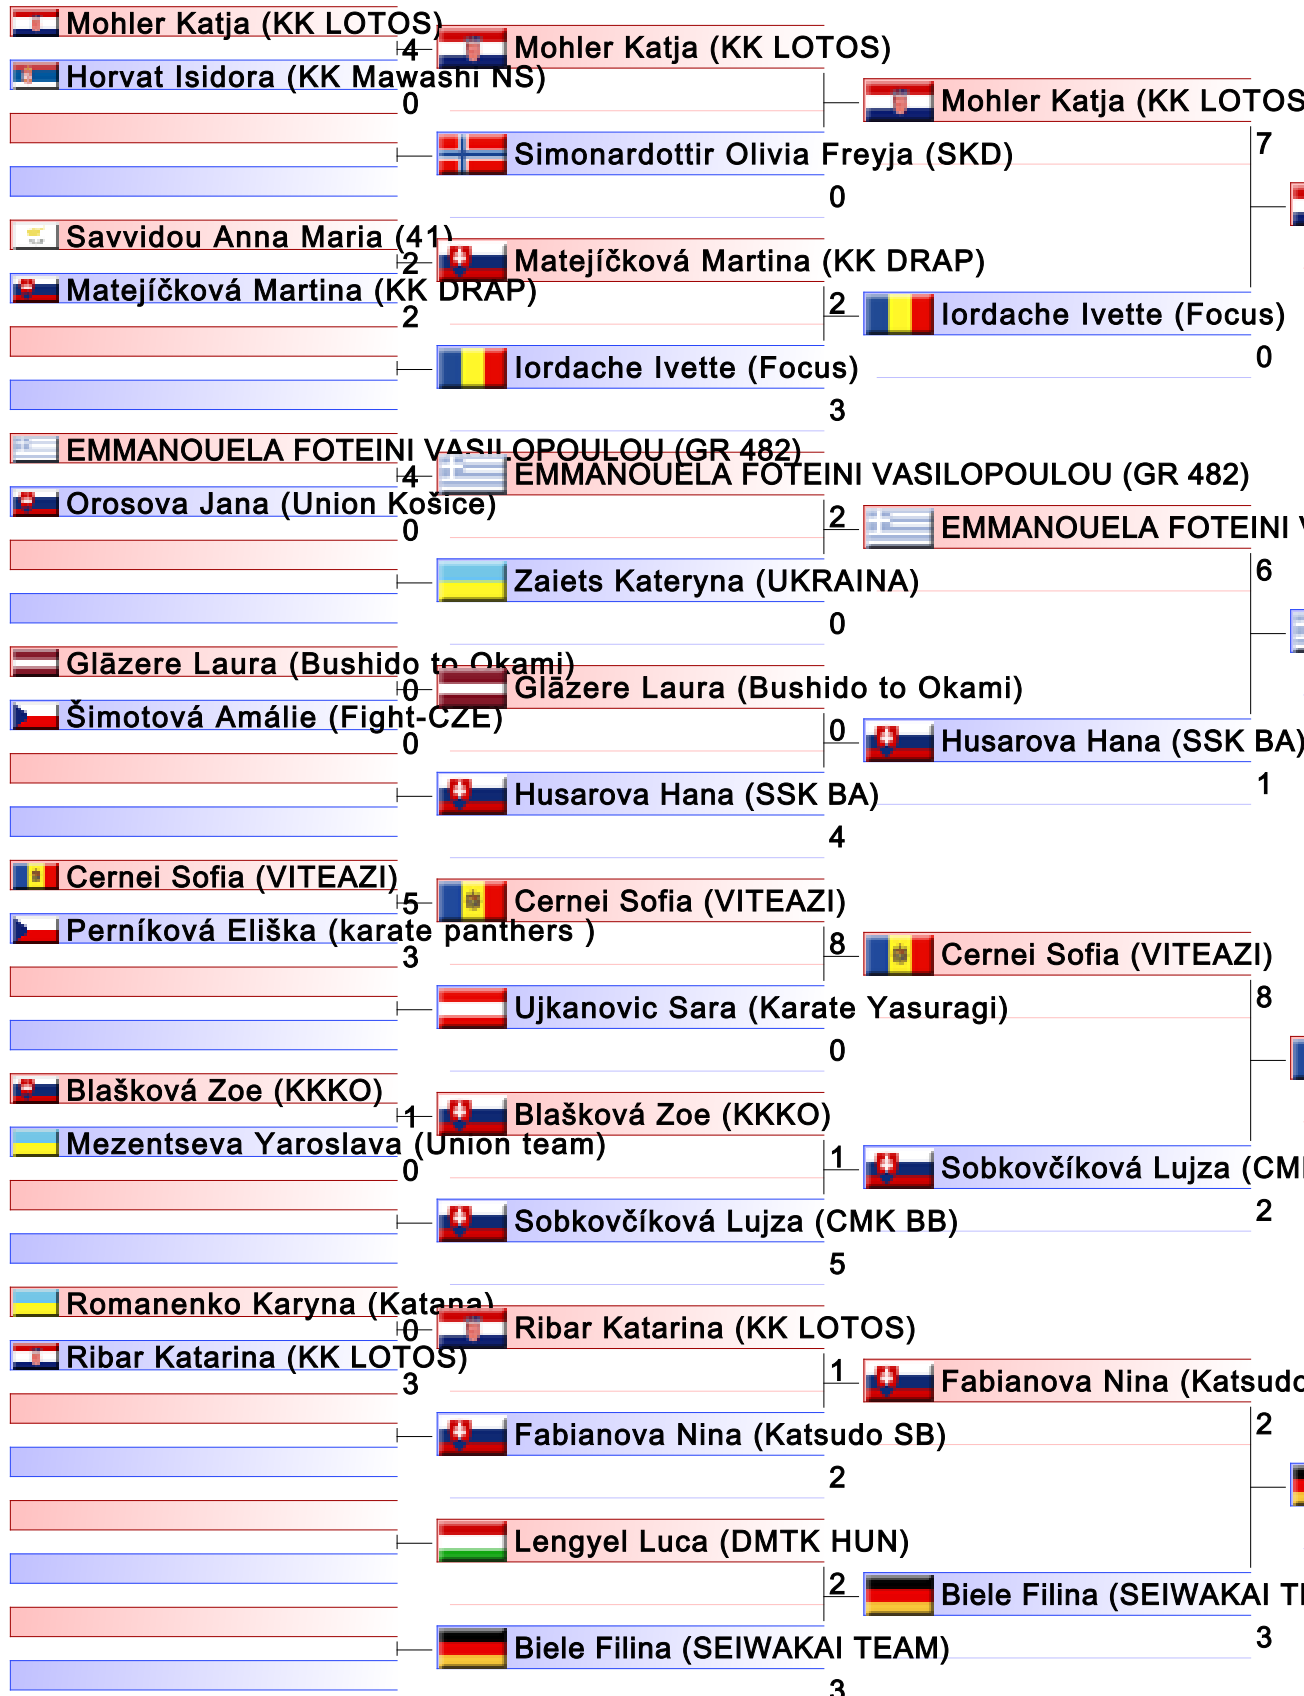 Mohler Katja (KK LOTOS)
4
Horvat Isidora (KK Mawashi NS)
0
Savvidou Anna Maria (41)
2
Matejíčková Martina (KK DRAP)
2
EMMANOUELA FOTEINI VASILOPOULOU (GR 482)
4
Orosova Jana (Union Košice)
0
Glāzere Laura (Bushido to Okami)
0
Šimotová Amálie (Fight-CZE)
0
Cernei Sofia (VITEAZI)
5
Perníková Eliška (karate panthers )
3
Blašková Zoe (KKKO)
1
Mezentseva Yaroslava (Union team)
0
Romanenko Karyna (Katana)
0
Ribar Katarina (KK LOTOS)
3
Mohler Katja (KK LOTOS)
Simonardottir Olivia Freyja (SKD)
0
Matejíčková Martina (KK DRAP)
2
Iordache Ivette (Focus)
3
EMMANOUELA FOTEINI VASILOPOULOU (GR 482)
2
Zaiets Kateryna (UKRAINA)
0
Glāzere Laura (Bushido to Okami)
0
Husarova Hana (SSK BA)
4
Cernei Sofia (VITEAZI)
8
Ujkanovic Sara (Karate Yasuragi)
0
Blašková Zoe (KKKO)
1
Sobkovčíková Lujza (CMK BB)
5
Ribar Katarina (KK LOTOS)
1
Fabianova Nina (Katsudo SB)
2
Lengyel Luca (DMTK HUN)
2
Biele Filina (SEIWAKAI TEAM)
3
Mohler Katja (KK LOTOS
7
Iordache Ivette (Focus)
0
EMMANOUELA FOTEINI
6
Husarova Hana (SSK BA)
1
Cernei Sofia (VITEAZI)
8
Sobkovčíková Lujza (CM
2
Fabianova Nina (Katsudo
2
Biele Filina (SEIWAKAI T
3